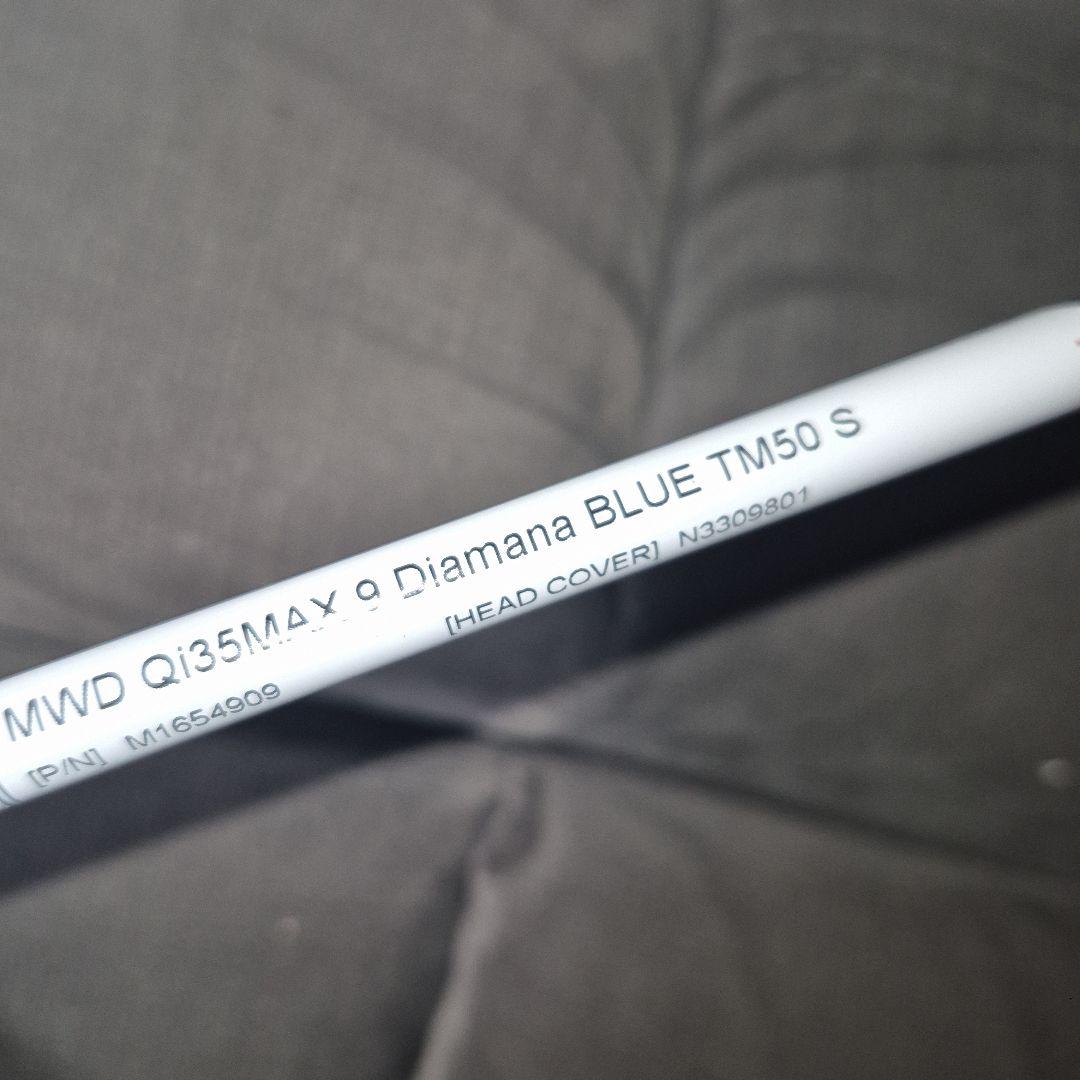 MWD Qi35MAX 9 Diamana BLUE TM50 S
[P/N] M1654909 [HEAD COVER] N3309801